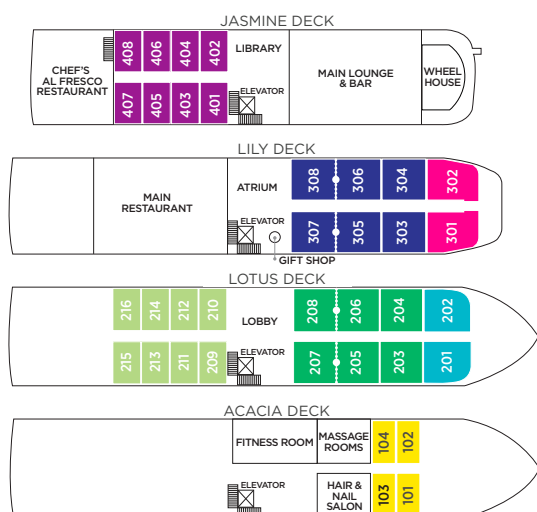 JASMINE DECK
408 406 404 402
LIBRARY
CHEF'S
AL FRESCO
RESTAURANT
MAIN LOUNGE
& BAR
WHEEL
HOUSE
ELEVATOR
407 405 403 401
LILY DECK
308 306 304 302
ATRIUM
MAIN
RESTAURANT
ELEVATOR
307 305 303 301
GIFT SHOP
LOTUS DECK
216 214 212 210
LOBBY
208 206 204 202
ELEVATOR
215 213 211 209
207 205 203 201
ACACIA DECK
FITNESS ROOM
MASSAGE
ROOMS
104 102
ELEVATOR
HAIR &
NAIL
SALON
103 101